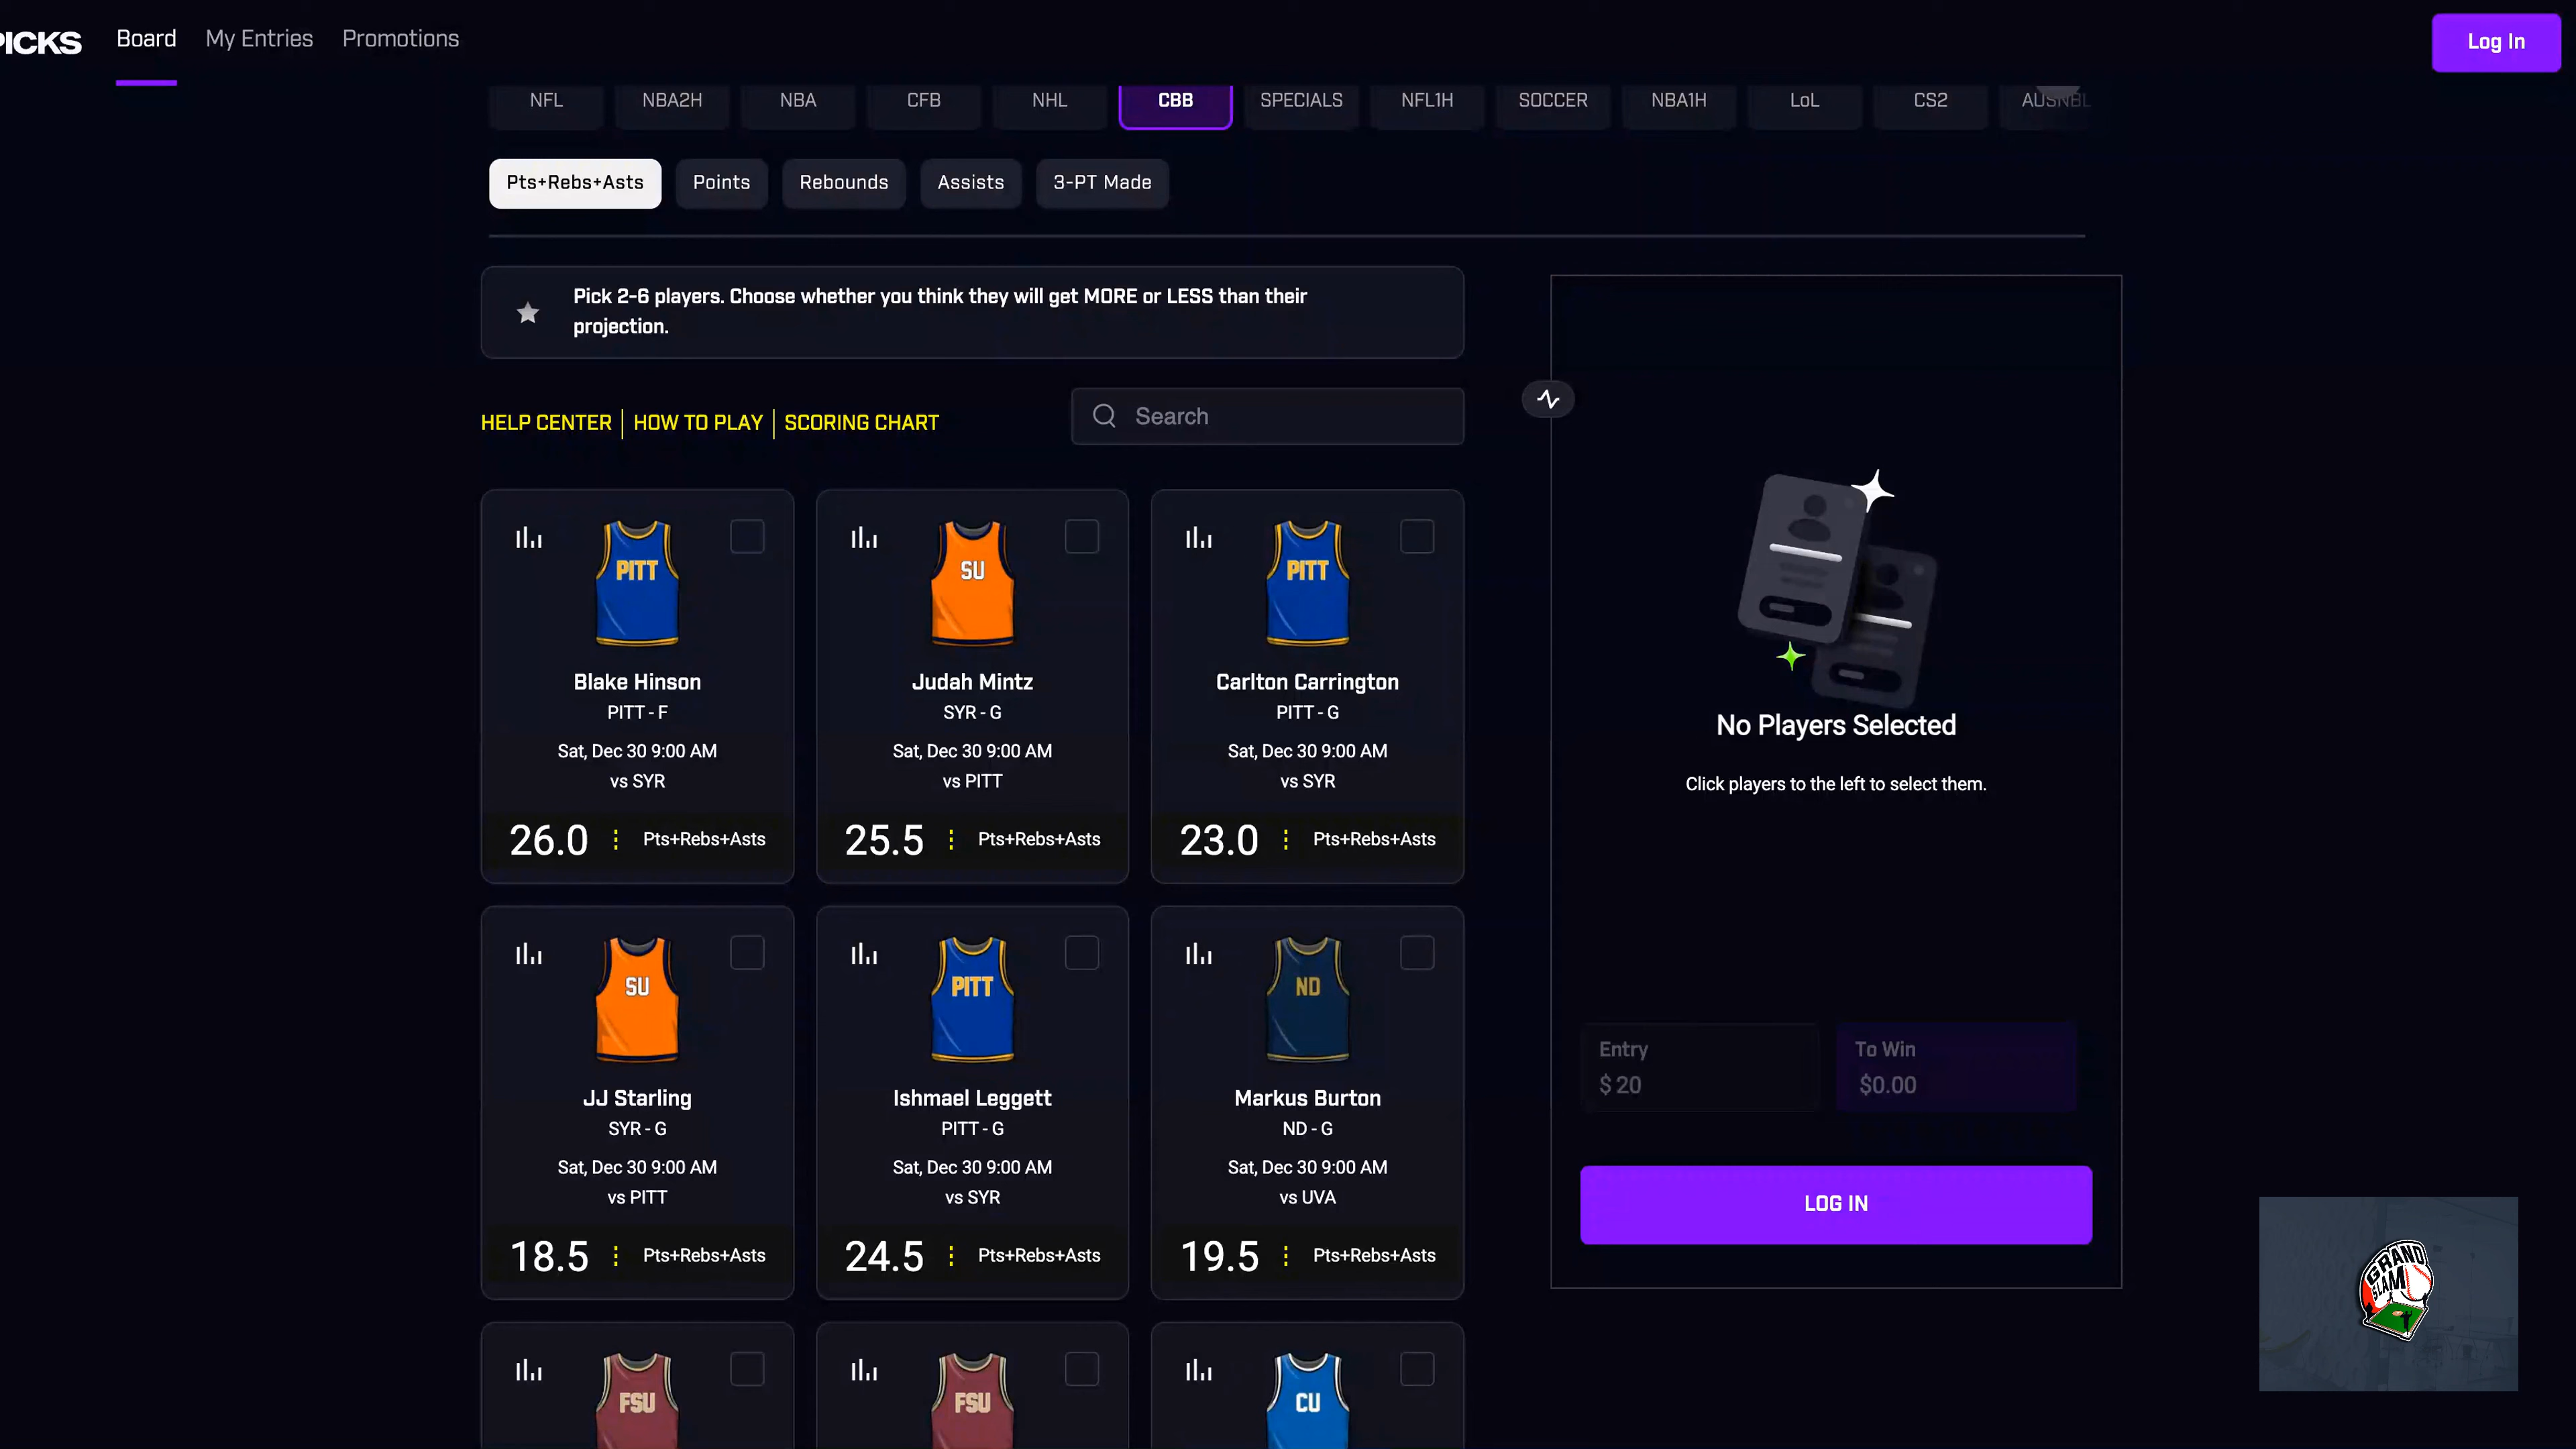 PICKS
Board
My Entries
Promotions
Log In
NFL
NBA2H
NBA
CFB
NHL
CBB
SPECIALS
NFL1H
SOCCER
NBA1H
LoL
CS2
AUSNBL
Pts+Rebs+Asts
Points
Rebounds
Assists
3-PT Made
Pick 2-6 players. Choose whether you think they will get MORE or LESS than their
projection.
HELP CENTER
HOW TO PLAY
SCORING CHART
Search
PITT
Blake Hinson
PITT - F
Sat, Dec 30 9:00 AM
vs SYR
26.0
Pts+Rebs+Asts
SU
Judah Mintz
SYR - G
Sat, Dec 30 9:00 AM
vs PITT
25.5
Pts+Rebs+Asts
PITT
Carlton Carrington
PITT - G
Sat, Dec 30 9:00 AM
vs SYR
23.0
Pts+Rebs+Asts
SU
JJ Starling
SYR - G
Sat, Dec 30 9:00 AM
vs PITT
18.5
Pts+Rebs+Asts
PITT
Ishmael Leggett
PITT - G
Sat, Dec 30 9:00 AM
vs SYR
24.5
Pts+Rebs+Asts
ND
Markus Burton
ND - G
Sat, Dec 30 9:00 AM
vs UVA
19.5
Pts+Rebs+Asts
FSU
FSU
CU
No Players Selected
Click players to the left to select them.
Entry
$ 20
To Win
$0.00
LOG IN
GRAND
SLAM